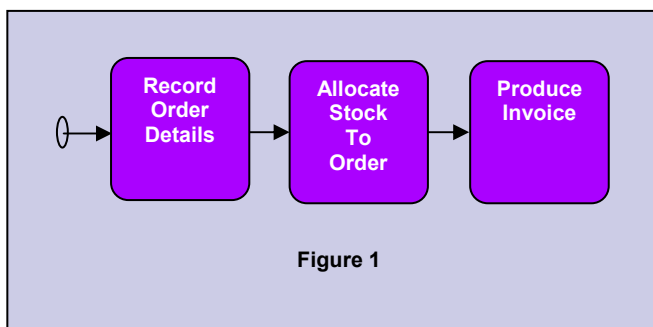 Record
Order
Details
Allocate
Stock
To
Order
Produce
Invoice
Figure 1